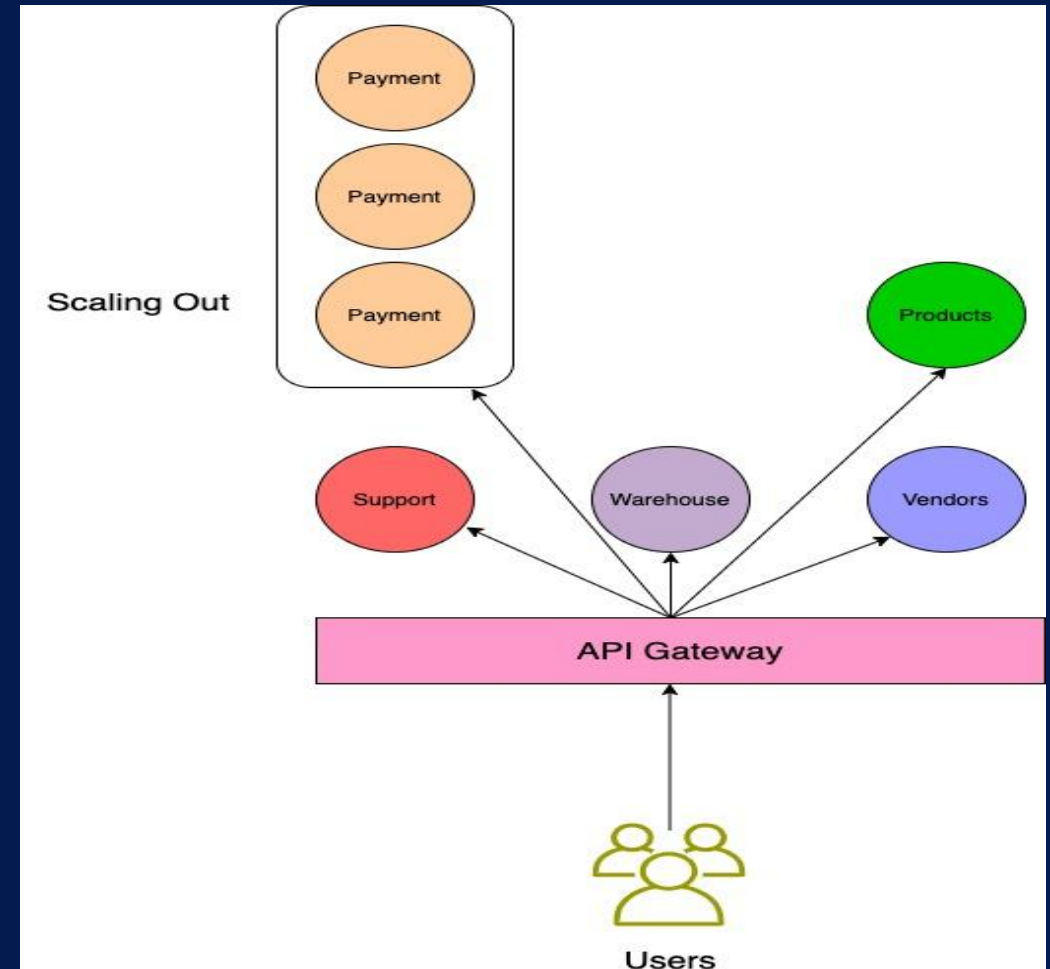 Payment
Payment
Scaling Out
Payment
Products
Support
Warehouse
Vendors
API Gateway
Users